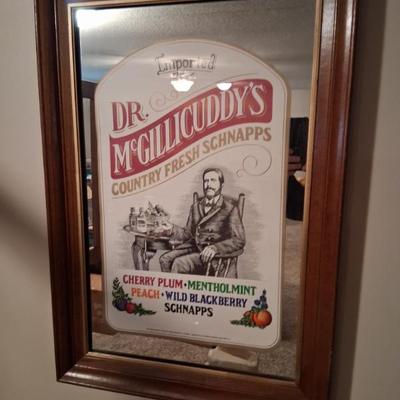 Imported
DR.
McGILLICUDDY'S
COUNTRY FRESH SCHNAPPS
CHERRY PLUM • MENTHOLMINT
PEACH • WILD BLACKBERRY
SCHNAPPS